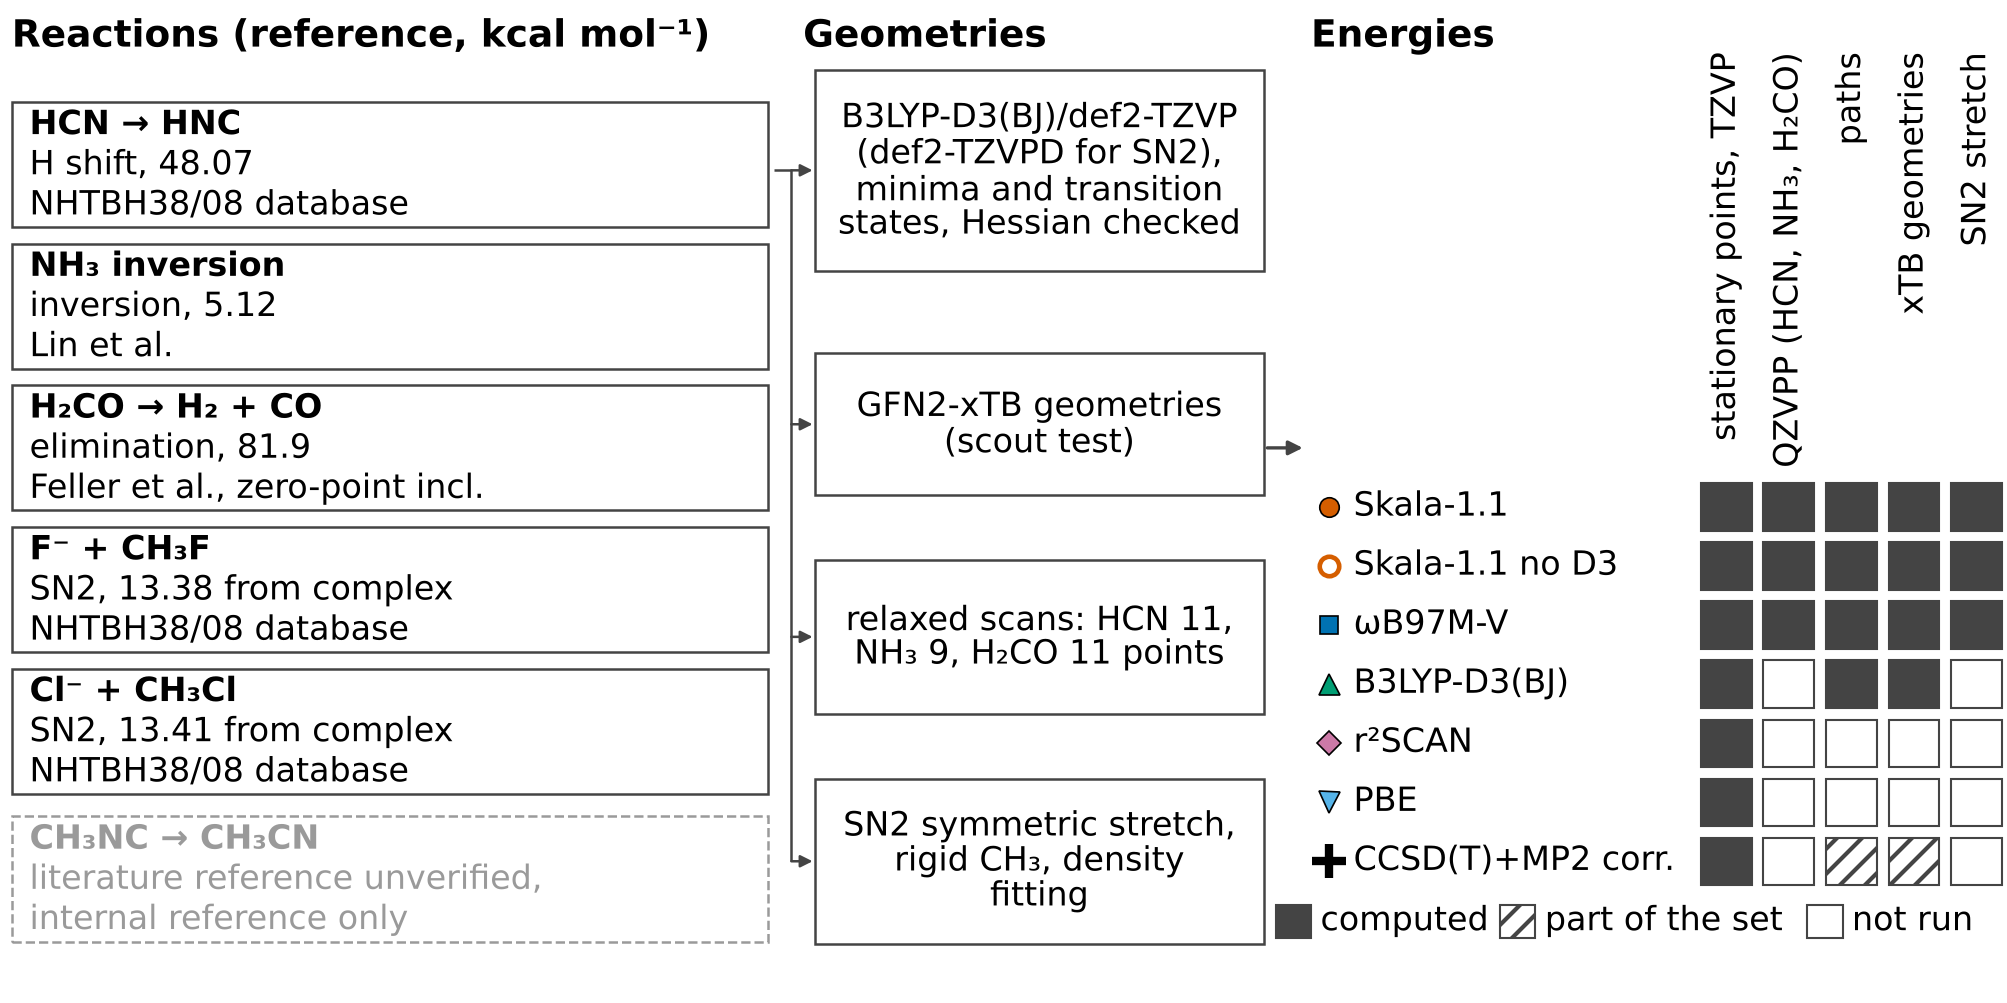 Reactions (reference, kcal mol⁻¹)
HCN → HNC
H shift, 48.07
NHTBH38/08 database
NH₃ inversion
inversion, 5.12
Lin et al.
H₂CO → H₂ + CO
elimination, 81.9
Feller et al., zero-point incl.
F⁻ + CH₃F
SN2, 13.38 from complex
NHTBH38/08 database
Cl⁻ + CH₃Cl
SN2, 13.41 from complex
NHTBH38/08 database
CH₃NC → CH₃CN
literature reference unverified,
internal reference only
Geometries
B3LYP-D3(BJ)/def2-TZVP
(def2-TZVPD for SN2),
minima and transition
states, Hessian checked
GFN2-xTB geometries
(scout test)
relaxed scans: HCN 11,
NH₃ 9, H₂CO 11 points
SN2 symmetric stretch,
rigid CH₃, density
fitting
Energies
stationary points, TZVP
QZVPP (HCN, NH₃, H₂CO)
paths
xTB geometries
SN2 stretch
Skala-1.1
Skala-1.1 no D3
ωB97M-V
B3LYP-D3(BJ)
r²SCAN
PBE
CCSD(T)+MP2 corr.
computed
part of the set
not run